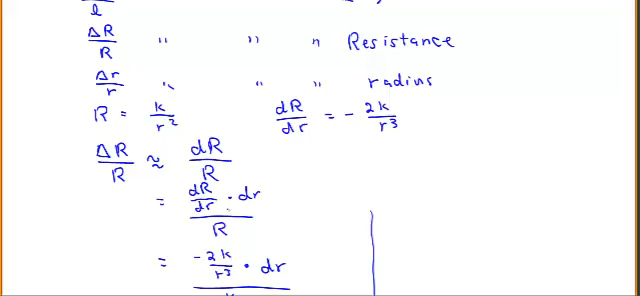 l
ΔR/R " " " Resistance
Δr/r " " " radius
R = k/r² dR/dr = - 2k/r³
ΔR/R ≈ dR/R
= (dR/dr · dr)/R
= (-2k/r³ · dr)/